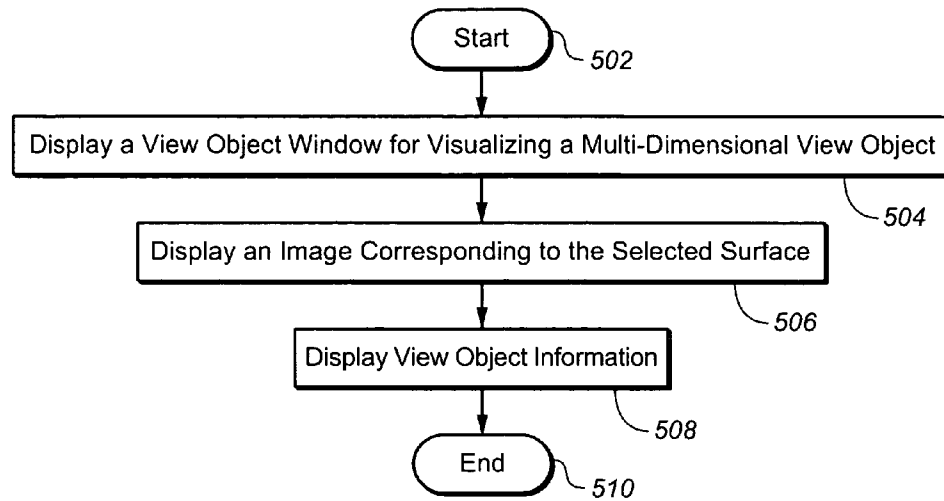 Start
502
Display a View Object Window for Visualizing a Multi-Dimensional View Object
504
Display an Image Corresponding to the Selected Surface
506
Display View Object Information
508
End
510